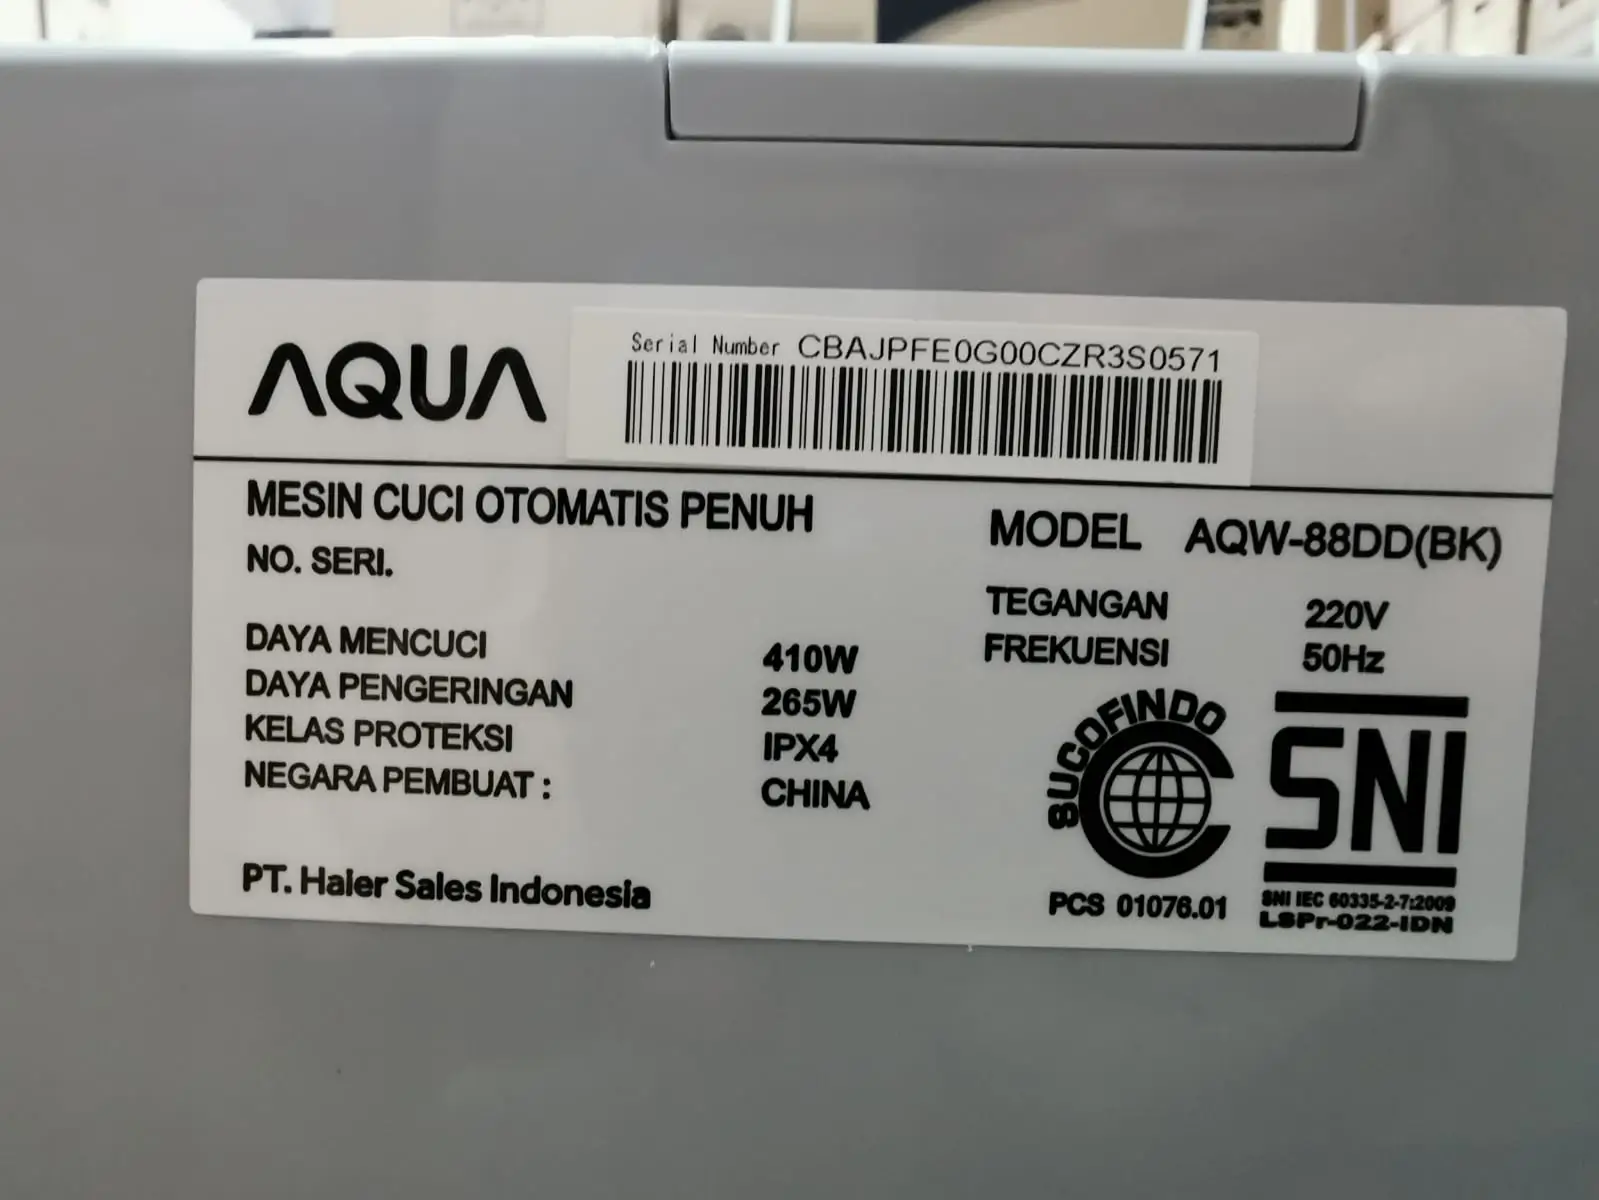 AQUA
Serial Number CBAJPFE0G00CZR3S0571
MESIN CUCI OTOMATIS PENUH
NO. SERI.
MODEL AQW-88DD(BK)
TEGANGAN 220V
FREKUENSI 50Hz
DAYA MENCUCI 410W
DAYA PENGERINGAN 265W
KELAS PROTEKSI IPX4
NEGARA PEMBUAT : CHINA
PT. Haier Sales Indonesia
SUCOFINDO
PCS 01076.01
SNI
SNI IEC 60335-2-7:2009
LSPr-022-IDN